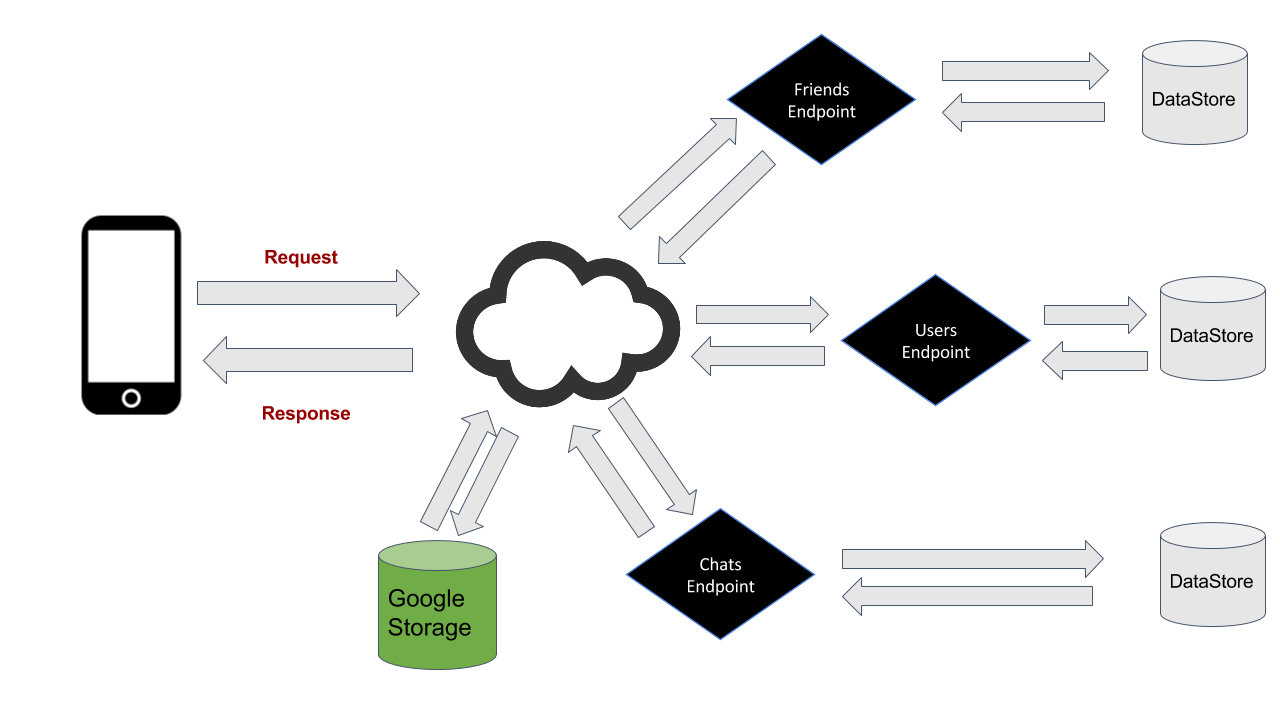 Friends
Endpoint
DataStore
Request
Users
Endpoint
DataStore
Response
Chats
Endpoint
DataStore
Google
Storage